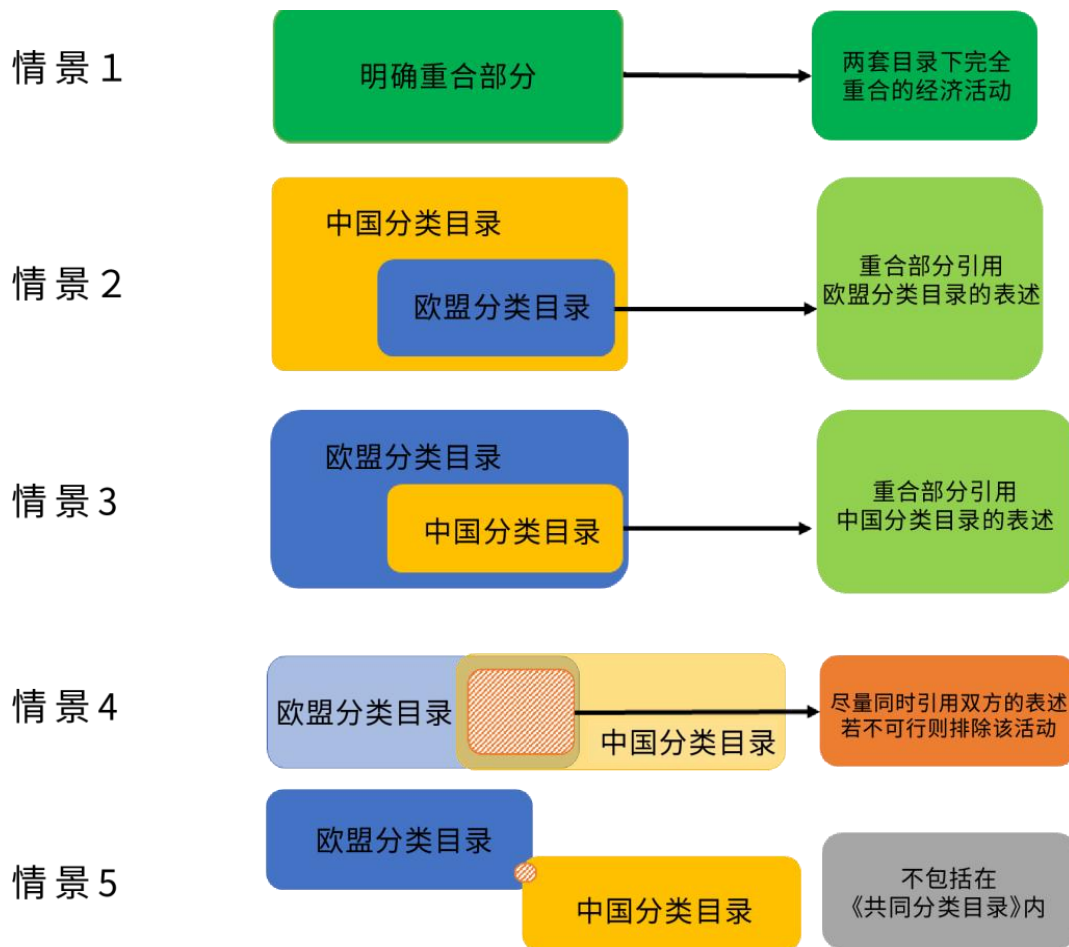 情景1
明确重合部分
两套目录下完全
重合的经济活动
情景2
中国分类目录
欧盟分类目录
重合部分引用
欧盟分类目录的表述
情景3
欧盟分类目录
中国分类目录
重合部分引用
中国分类目录的表述
情景4
欧盟分类目录
中国分类目录
尽量同时引用双方的表述
若不可行则排除该活动
情景5
欧盟分类目录
中国分类目录
不包括在
《共同分类目录》内